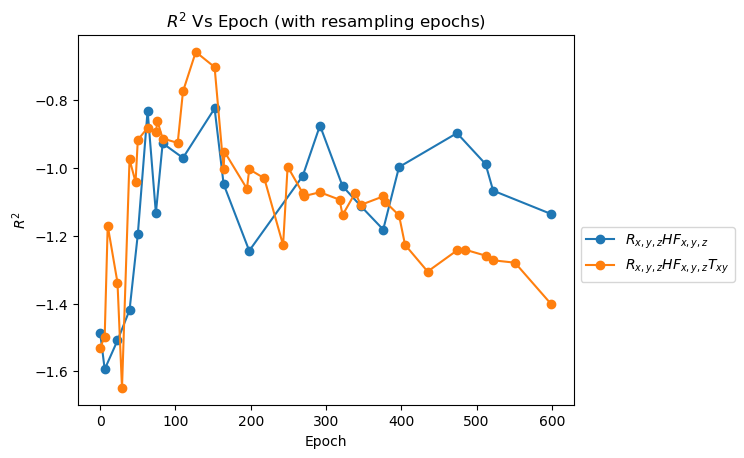 $R^2$ Vs Epoch (with resampling epochs)
$R^2$
−0.8
−1.0
−1.2
−1.4
−1.6
0 100 200 300 400 500 600
Epoch
$R_{x,y,z}HF_{x,y,z}$
$R_{x,y,z}HF_{x,y,z}T_{xy}$